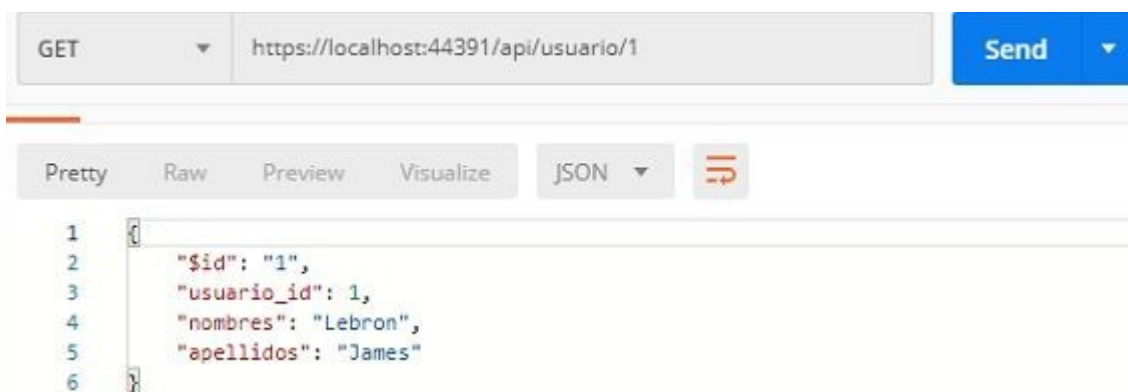 GET https://localhost:44391/api/usuario/1 Send
Pretty Raw Preview Visualize JSON
1 {
2 "$id": "1",
3 "usuario_id": 1,
4 "nombres": "Lebron",
5 "apellidos": "James"
6 }